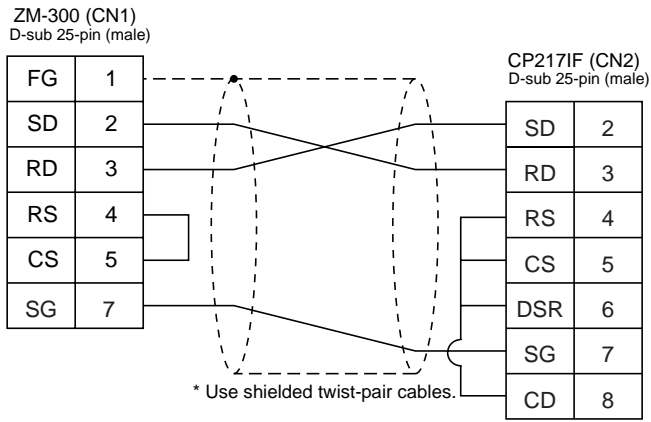 ZM-300 (CN1)
D-sub 25-pin (male)
FG 1
SD 2
RD 3
RS 4
CS 5
SG 7
CP217IF (CN2)
D-sub 25-pin (male)
SD 2
RD 3
RS 4
CS 5
DSR 6
SG 7
CD 8
* Use shielded twist-pair cables.